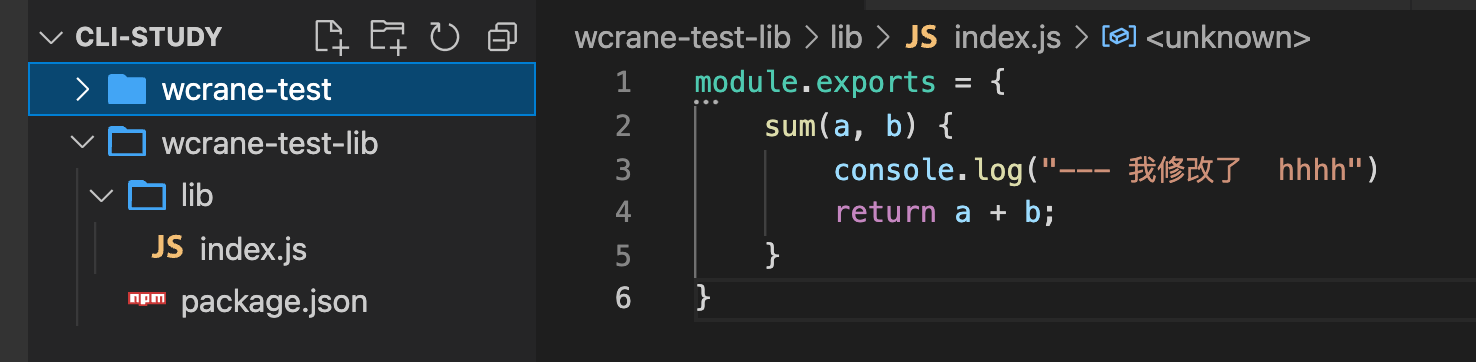 CLI-STUDY
wcrane-test
wcrane-test-lib
lib
JS index.js
npm package.json
wcrane-test-lib > lib > JS index.js > <unknown>
1 module.exports = {
2 sum(a, b) {
3 console.log("--- 我修改了  hhhh")
4 return a + b;
5 }
6 }